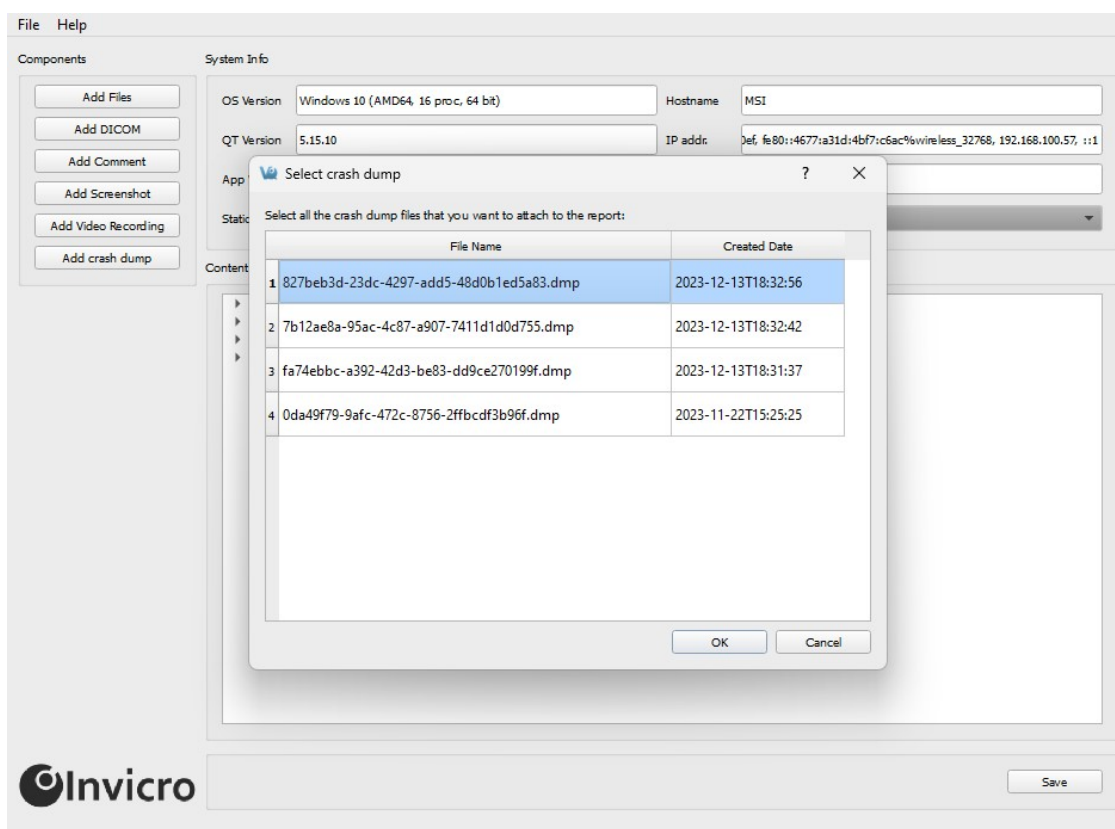 File Help
Components
System Info
Add Files
OS Version Windows 10 (AMD64, 16 proc, 64 bit) Hostname MSI
Add DICOM
QT Version 5.15.10 IP addr. fe80::4677:a31d:4bf7:c6ac%wireless_32768, 192.168.100.57, ::1
Add Comment
App
Select crash dump ? X
Add Screenshot
Static
Select all the crash dump files that you want to attach to the report:
Add Video Recording
File Name Created Date
Add crash dump
Content
1 827beb3d-23dc-4297-add5-48d0b1ed5a83.dmp 2023-12-13T18:32:56
2 7b12ae8a-95ac-4c87-a907-7411d1d0d755.dmp 2023-12-13T18:32:42
3 fa74ebbc-a392-42d3-be83-dd9ce270199f.dmp 2023-12-13T18:31:37
4 0da49f79-9afc-472c-8756-2ffbcdf3b96f.dmp 2023-11-22T15:25:25
OK Cancel
Invicro
Save